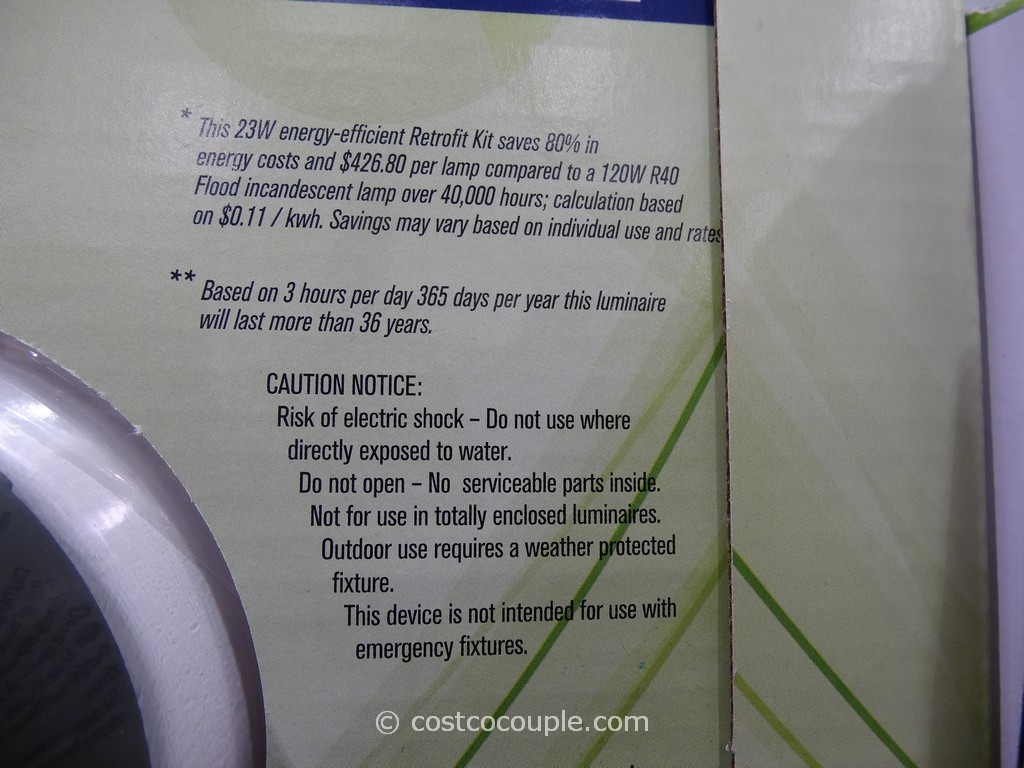 * This 23W energy-efficient Retrofit Kit saves 80% in
energy costs and $426.80 per lamp compared to a 120W R40
Flood incandescent lamp over 40,000 hours; calculation based
on $0.11 / kwh. Savings may vary based on individual use and rates
** Based on 3 hours per day 365 days per year this luminaire
will last more than 36 years.
CAUTION NOTICE:
Risk of electric shock – Do not use where
directly exposed to water.
Do not open – No serviceable parts inside.
Not for use in totally enclosed luminaires.
Outdoor use requires a weather protected
fixture.
This device is not intended for use with
emergency fixtures.
© costcocouple.com